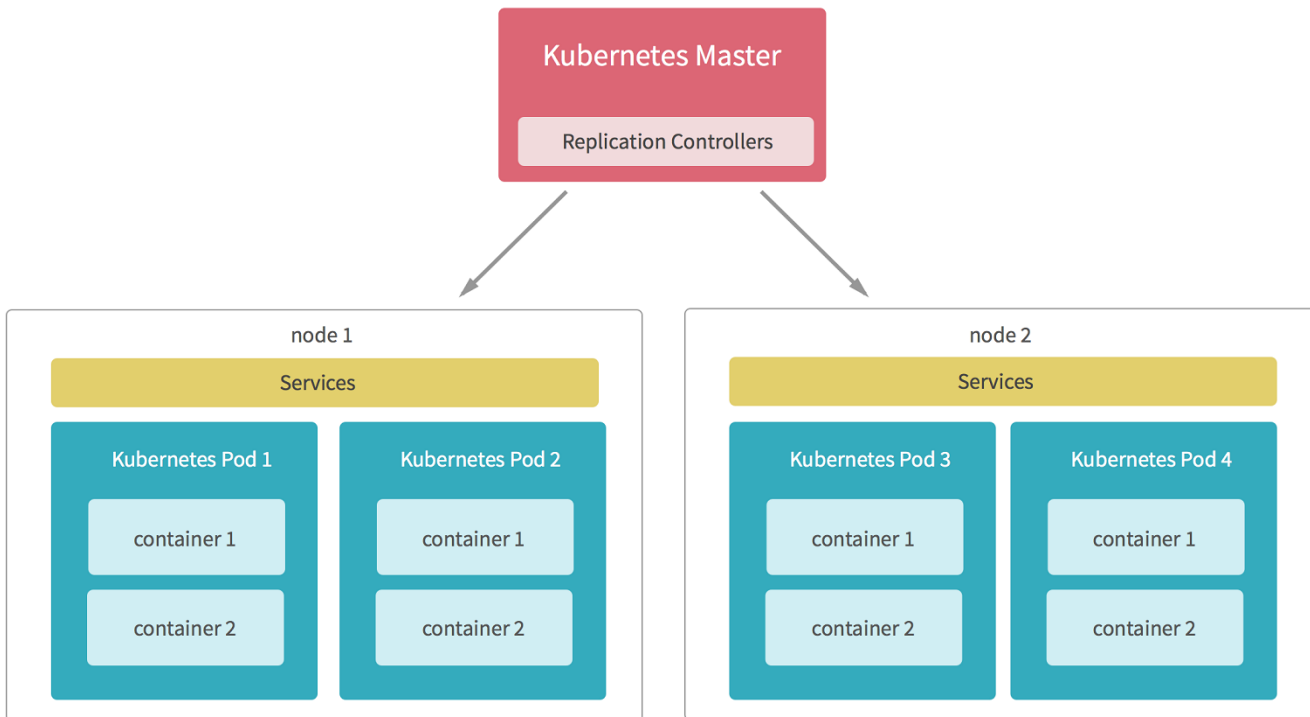 Kubernetes Master
Replication Controllers
node 1
Services
Kubernetes Pod 1
container 1
container 2
Kubernetes Pod 2
container 1
container 2
node 2
Services
Kubernetes Pod 3
container 1
container 2
Kubernetes Pod 4
container 1
container 2